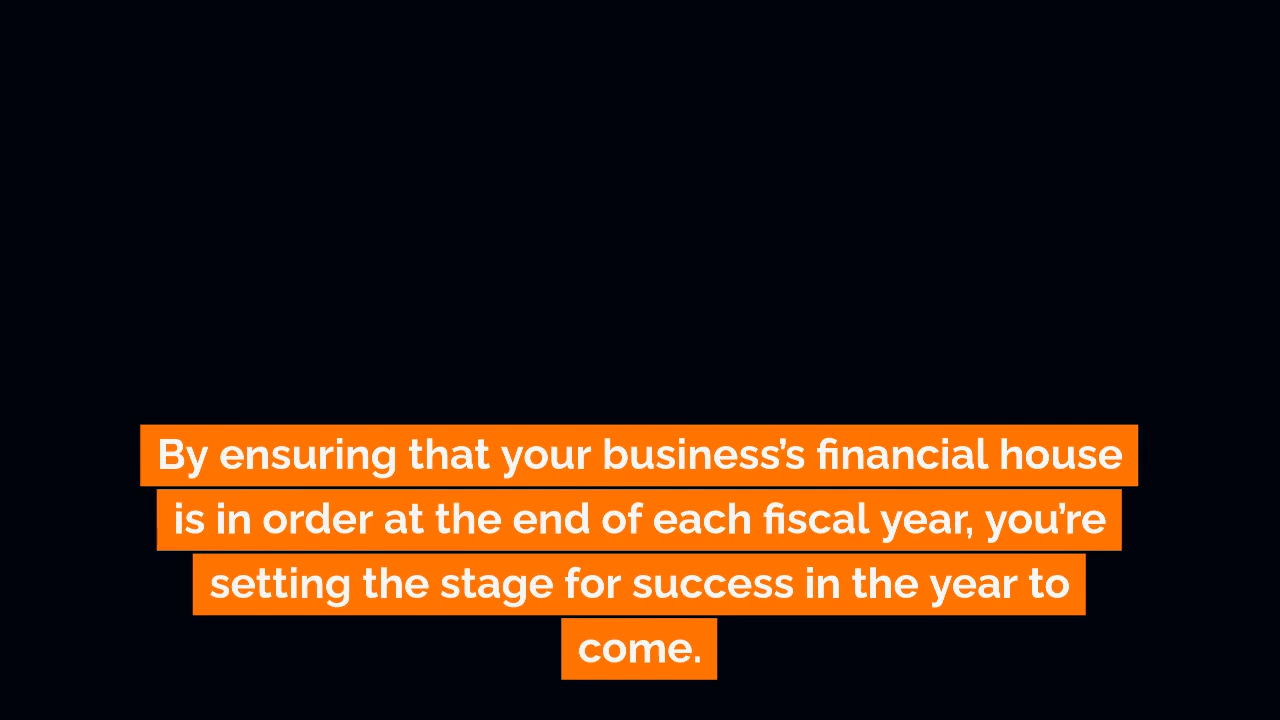 By ensuring that your business’s financial house
is in order at the end of each fiscal year, you’re
setting the stage for success in the year to
come.